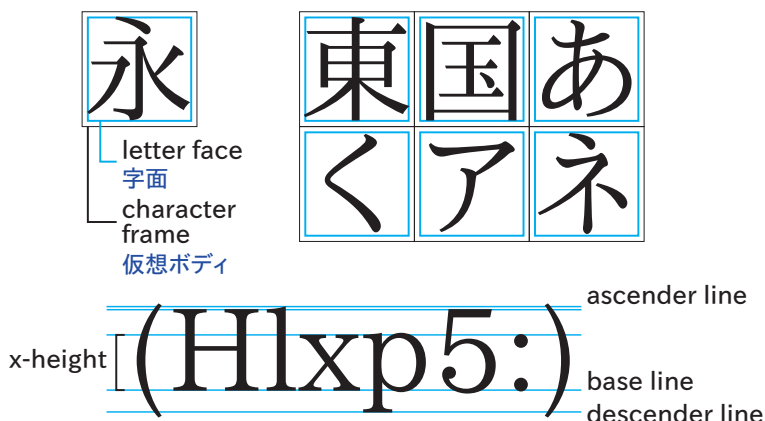 永
letter face
字面
character
frame
仮想ボディ
東国あ
くアネ
ascender line
x-height
(Hlxp5:)
base line
descender line